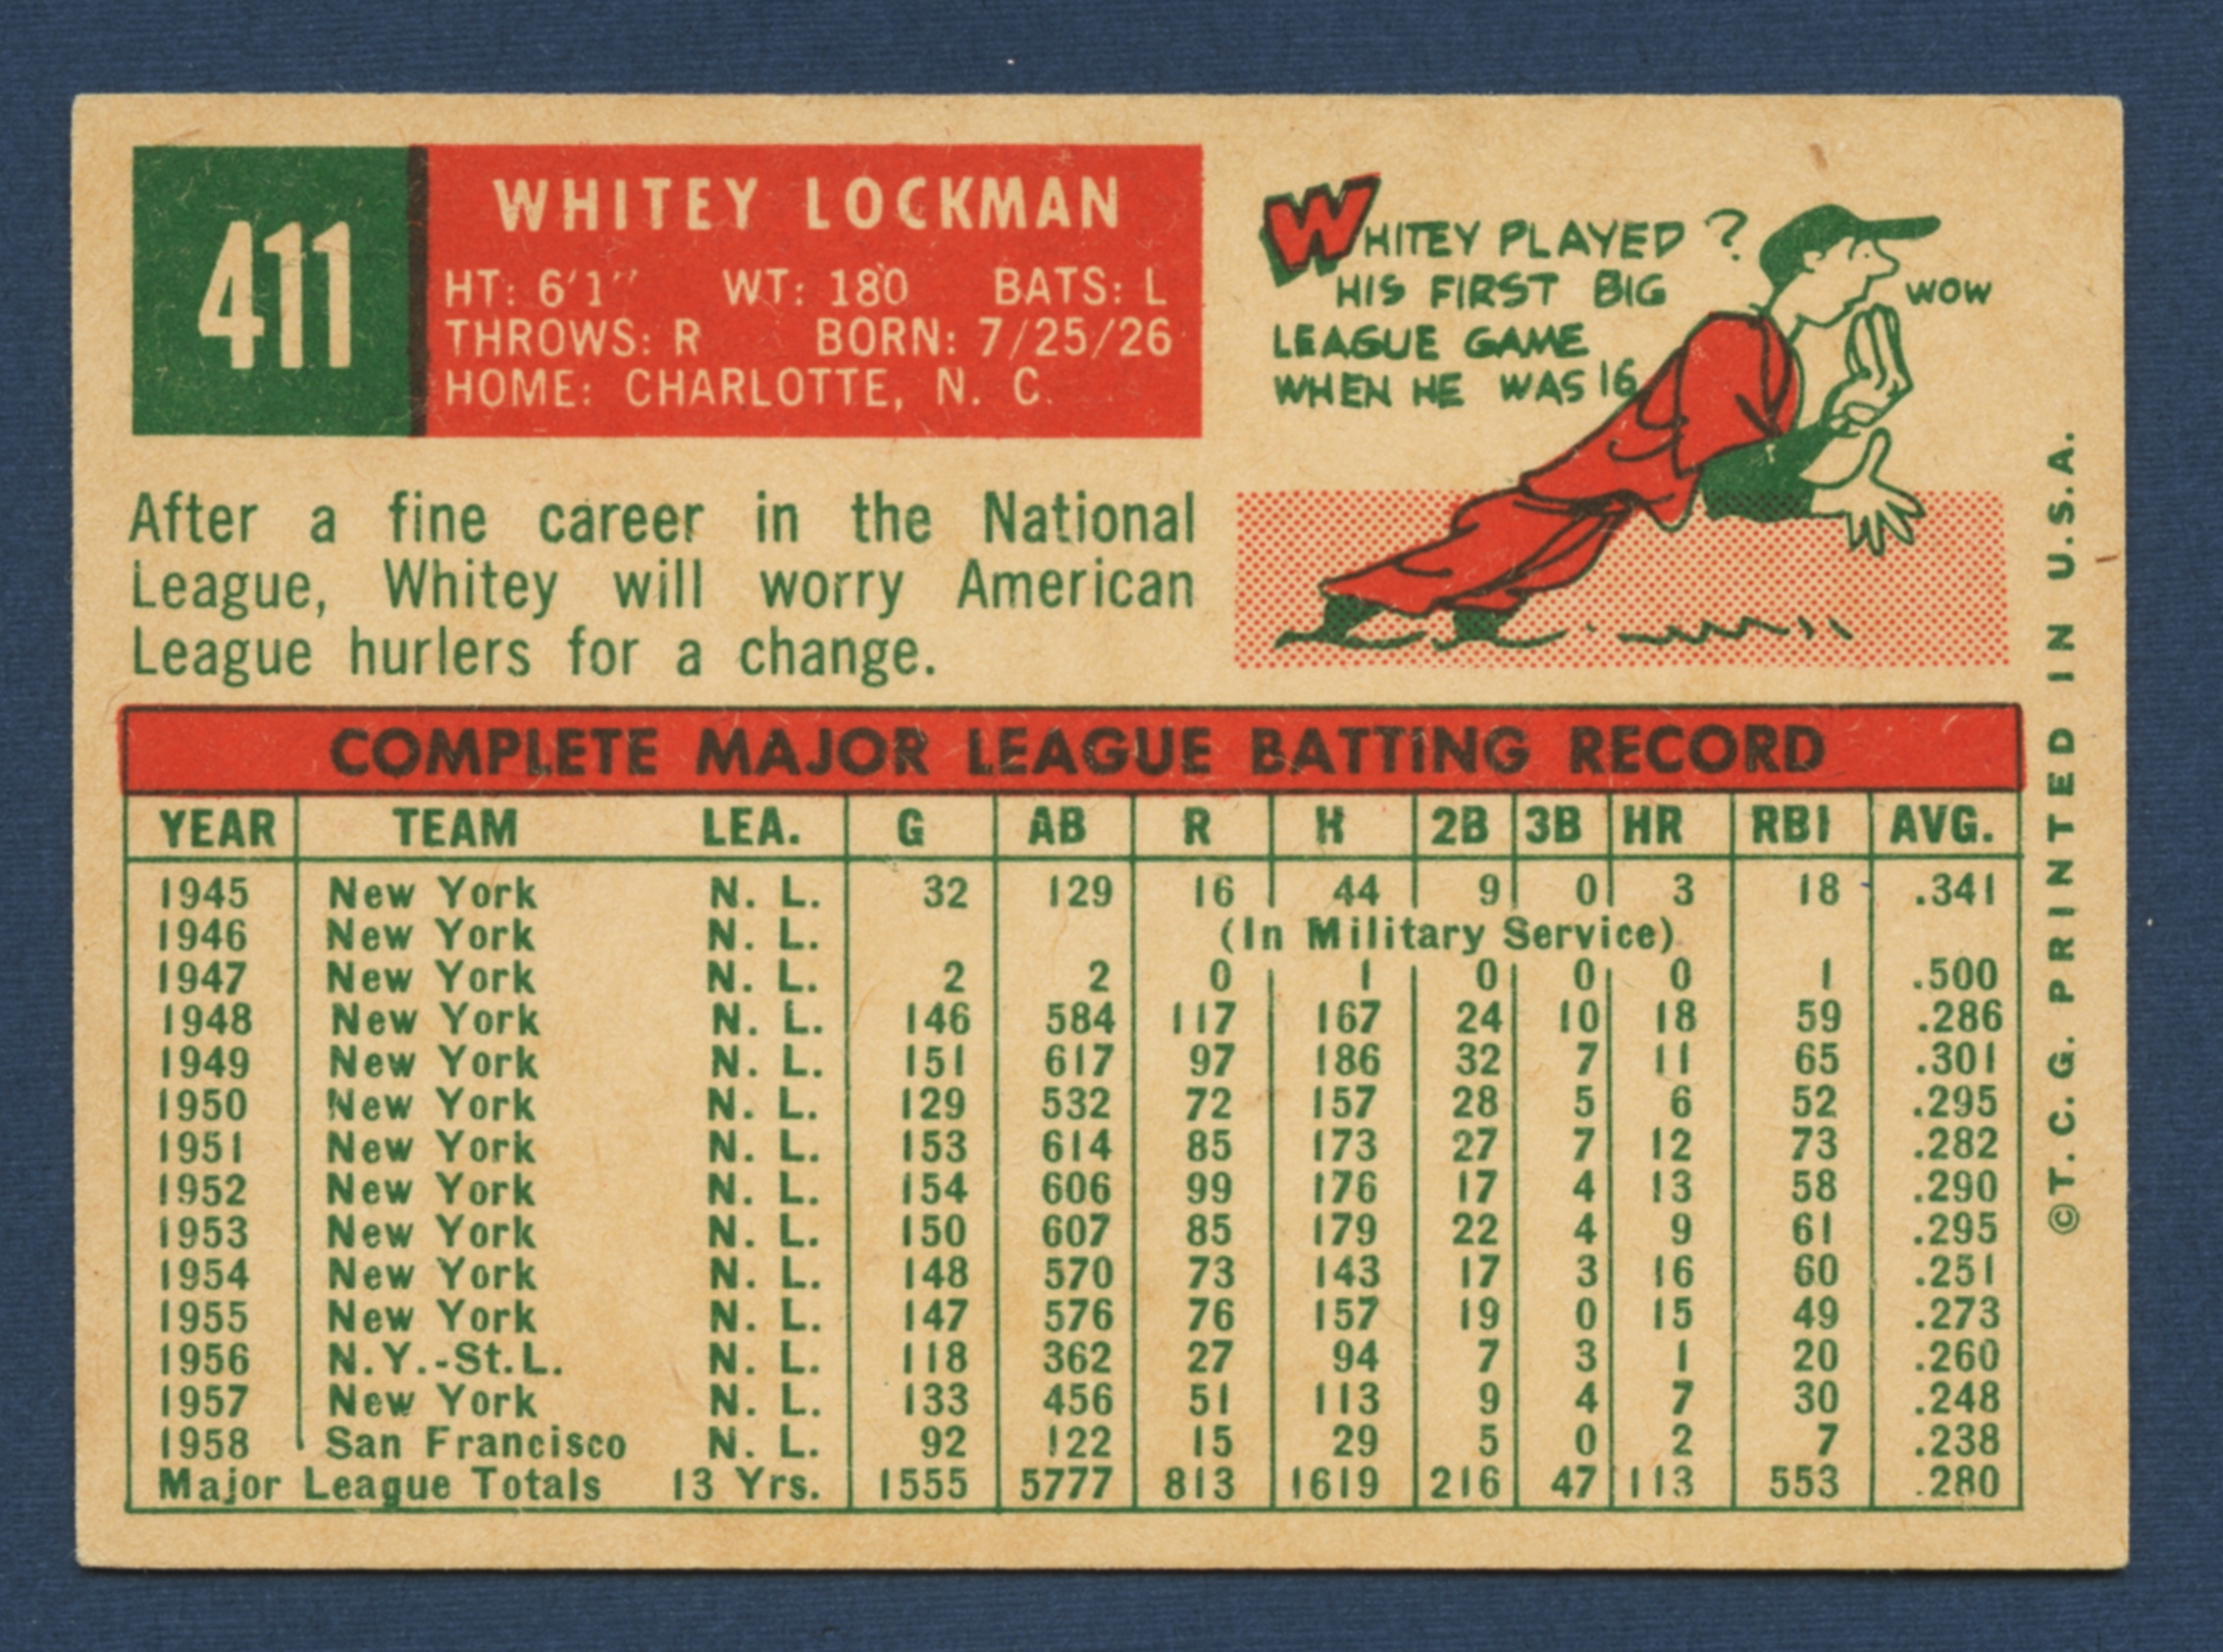 411
WHITEY LOCKMAN
HT: 6'1" WT: 180 BATS: L
THROWS: R BORN: 7/25/26
HOME: CHARLOTTE, N. C.
WHITEY PLAYED ?
HIS FIRST BIG
LEAGUE GAME
WHEN HE WAS 16
WOW
After a fine career in the National
League, Whitey will worry American
League hurlers for a change.
COMPLETE MAJOR LEAGUE BATTING RECORD
YEAR TEAM LEA. G AB R H 2B 3B HR RBI AVG.
1945 New York N. L. 32 129 16 44 9 0 3 18 .341
1946 New York N. L. (In Military Service)
1947 New York N. L. 2 2 0 1 0 0 0 1 .500
1948 New York N. L. 146 584 117 167 24 10 18 59 .286
1949 New York N. L. 151 617 97 186 32 7 11 65 .301
1950 New York N. L. 129 532 72 157 28 5 6 52 .295
1951 New York N. L. 153 614 85 173 27 7 12 73 .282
1952 New York N. L. 154 606 99 176 17 4 13 58 .290
1953 New York N. L. 150 607 85 179 22 4 9 61 .295
1954 New York N. L. 148 570 73 143 17 3 16 60 .251
1955 New York N. L. 147 576 76 157 19 0 15 49 .273
1956 N.Y.-St.L. N. L. 118 362 27 94 7 3 1 20 .260
1957 New York N. L. 133 456 51 113 9 4 7 30 .248
1958 San Francisco N. L. 92 122 15 29 5 0 2 7 .238
Major League Totals 13 Yrs. 1555 5777 813 1619 216 47 113 553 .280
©T.C.G. PRINTED IN U.S.A.